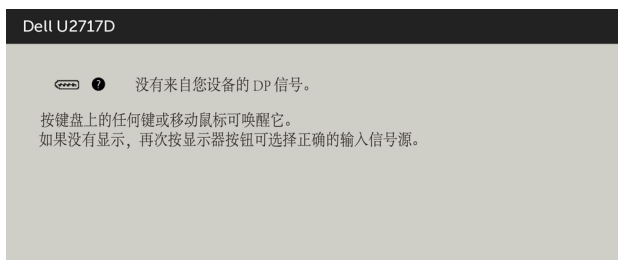 Dell U2717D
? 没有来自您设备的 DP 信号。
按键盘上的任何键或移动鼠标可唤醒它。
如果没有显示，再次按显示器按钮可选择正确的输入信号源。